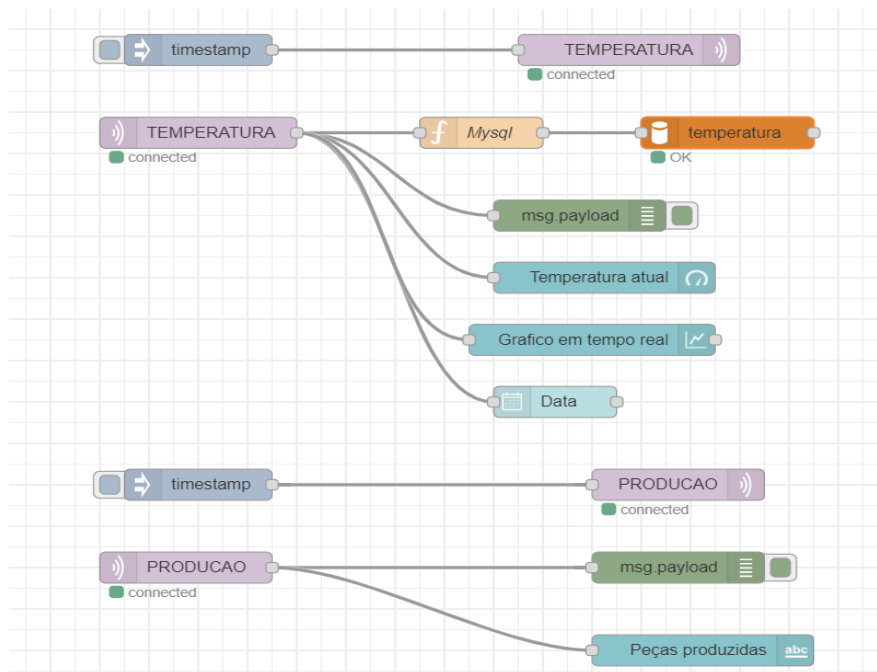 timestamp
TEMPERATURA
connected
TEMPERATURA
connected
Mysql
temperatura
OK
msg.payload
Temperatura atual
Grafico em tempo real
Data
timestamp
PRODUCAO
connected
PRODUCAO
connected
msg.payload
Peças produzidas
abc